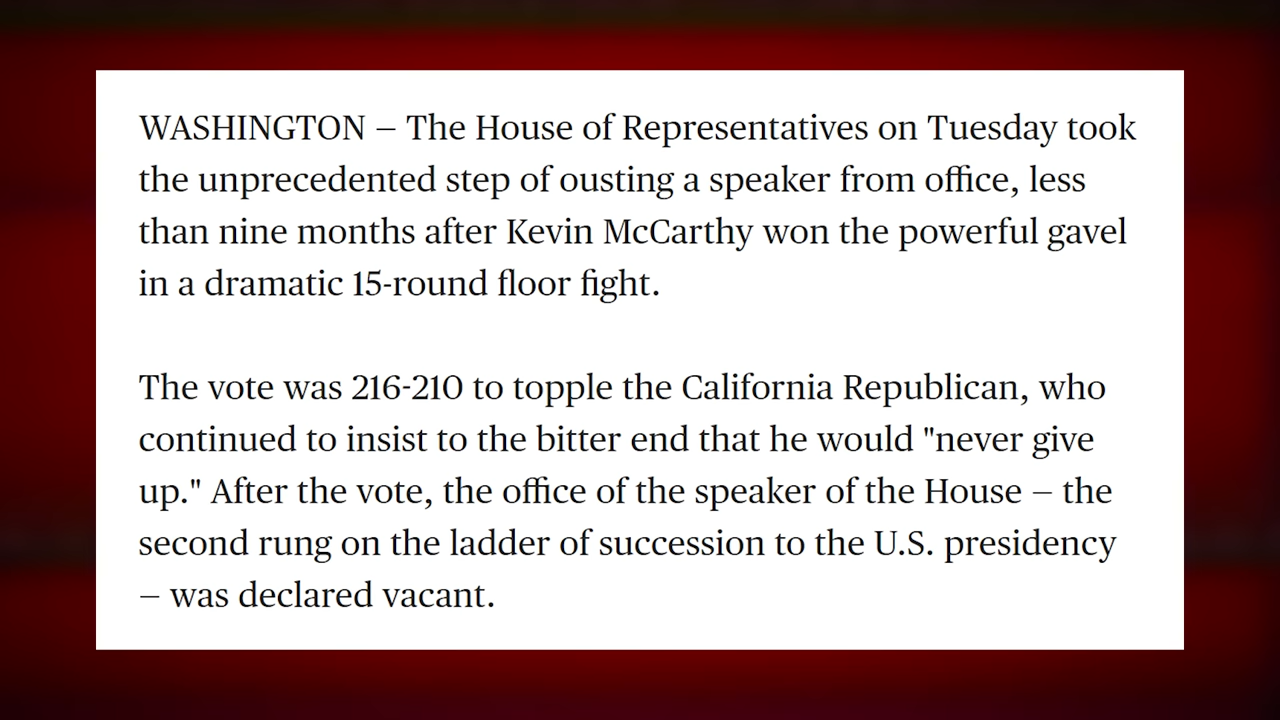 WASHINGTON – The House of Representatives on Tuesday took
the unprecedented step of ousting a speaker from office, less
than nine months after Kevin McCarthy won the powerful gavel
in a dramatic 15-round floor fight.
The vote was 216-210 to topple the California Republican, who
continued to insist to the bitter end that he would "never give
up." After the vote, the office of the speaker of the House – the
second rung on the ladder of succession to the U.S. presidency
– was declared vacant.